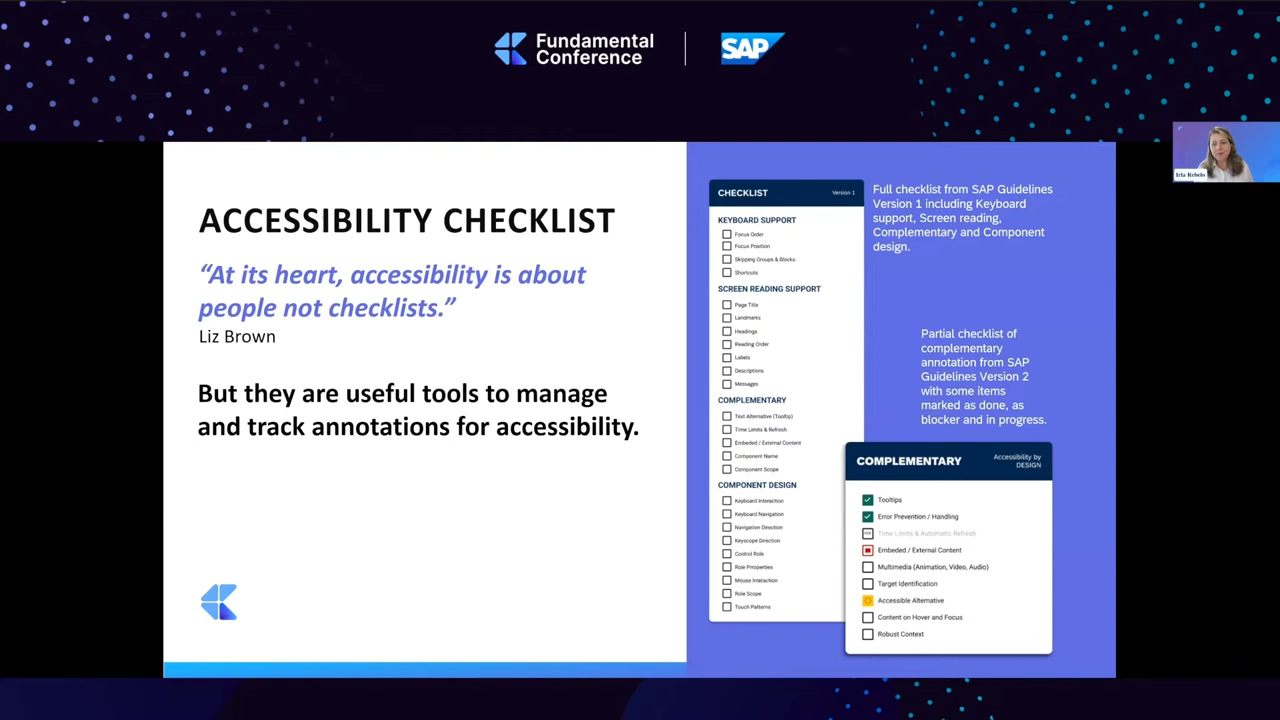 Fundamental
Conference
SAP
Irla Rebelo
ACCESSIBILITY CHECKLIST
“At its heart, accessibility is about
people not checklists.”
Liz Brown
But they are useful tools to manage
and track annotations for accessibility.
CHECKLIST
Version 1
KEYBOARD SUPPORT
Focus Order
Focus Position
Skipping Groups & Blocks
Shortcuts
SCREEN READING SUPPORT
Page Title
Landmarks
Headings
Reading Order
Labels
Descriptions
Messages
COMPLEMENTARY
Text Alternative (Tooltip)
Time Limits & Refresh
Embeded / External Content
Component Name
Component Scope
COMPONENT DESIGN
Keyboard Interaction
Keyboard Navigation
Navigation Direction
Keyscope Direction
Control Role
Role Prroperties
Mouse Interaction
Role Scope
Touch Patterns
Full checklist from SAP Guidelines
Version 1 including Keyboard
support, Screen reading,
Complementary and Component
design.
Partial checklist of
complementary
annotation from SAP
Guidelines Version 2
with some items
marked as done, as
blocker and in progress.
COMPLEMENTARY
Accessibility by
DESIGN
Tooltips
Error Prevention / Handling
Time Limits & Automatic Refresh
Embeded / External Content
Multimedia (Animation, Video, Audio)
Target Identification
Accessible Alternative
Content on Hover and Focus
Robust Context